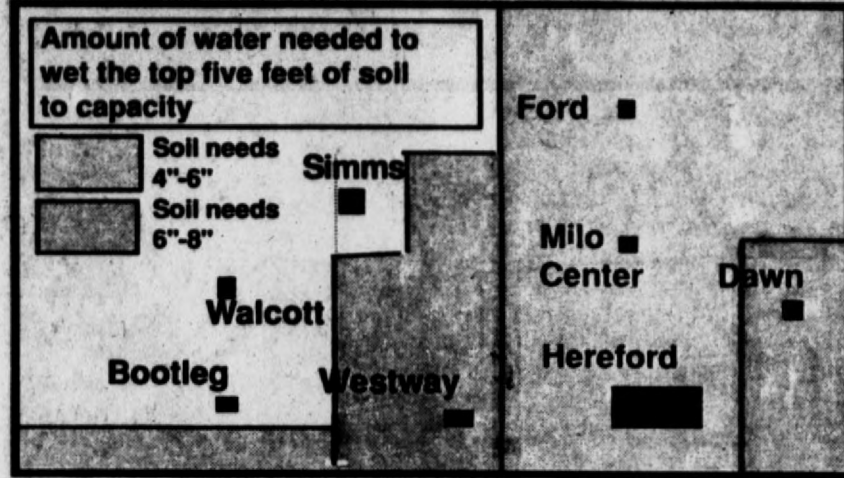 Amount of water needed to
wet the top five feet of soil
to capacity
Soil needs
4"-6"
Soil needs
6"-8"
Simms
Ford
Milo
Center
Dawn
Walcott
Hereford
Bootleg
Westway